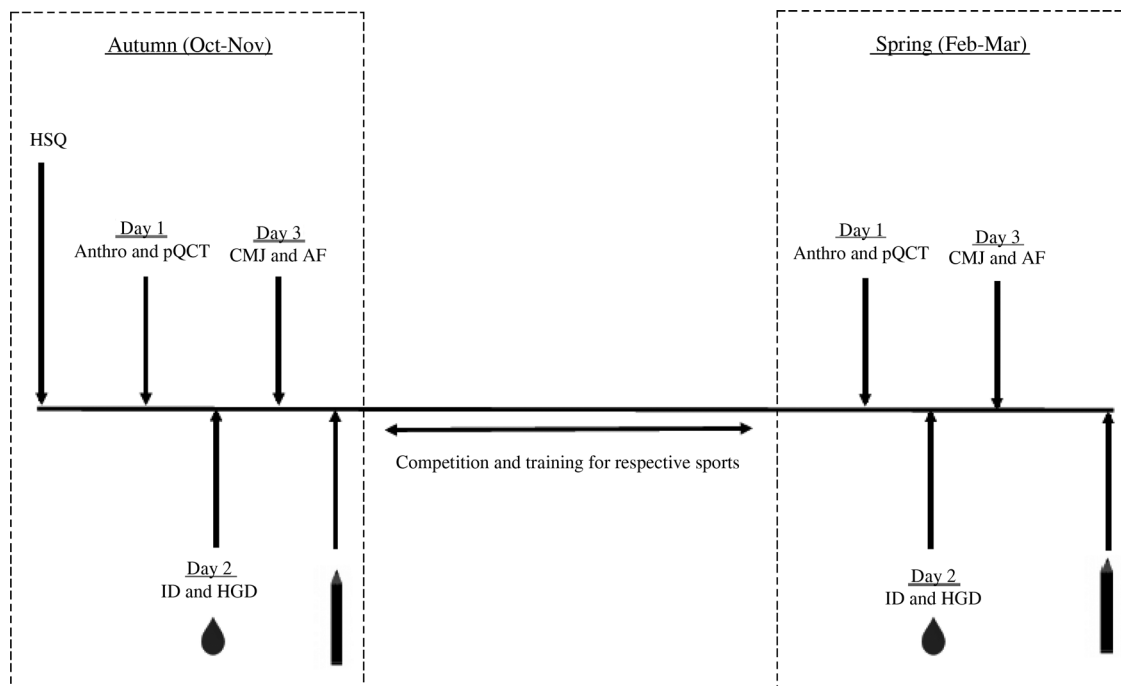 Autumn (Oct-Nov)
HSQ
Day 1
Anthro and pQCT
Day 3
CMJ and AF
Day 2
ID and HGD
Competition and training for respective sports
Spring (Feb-Mar)
Day 1
Anthro and pQCT
Day 3
CMJ and AF
Day 2
ID and HGD